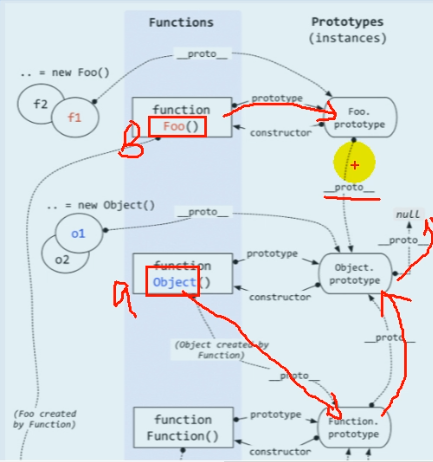 Functions
Prototypes
(instances)
__proto__
.. = new Foo()
f2
f1
function
Foo()
prototype
constructor
Foo.
prototype
B
__proto__
.. = new Object()
__proto__
null
o1
o2
function
Object()
prototype
constructor
Object.
prototype
__proto__
(Object created by
Function)
__proto__
__proto__
(Foo created
by Function)
function
Function()
prototype
constructor
Function.
prototype